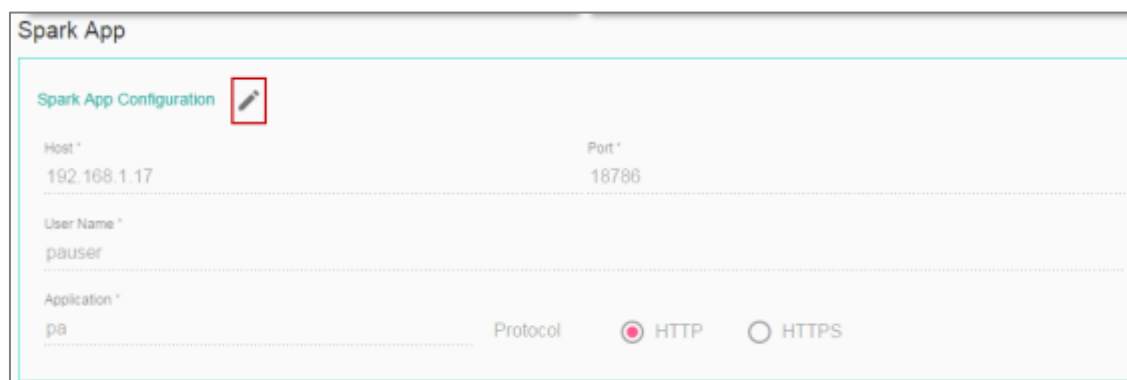 Spark App
Spark App Configuration
Host * Port *
192.168.1.17 18786
User Name *
pauser
Application *
pa Protocol HTTP HTTPS